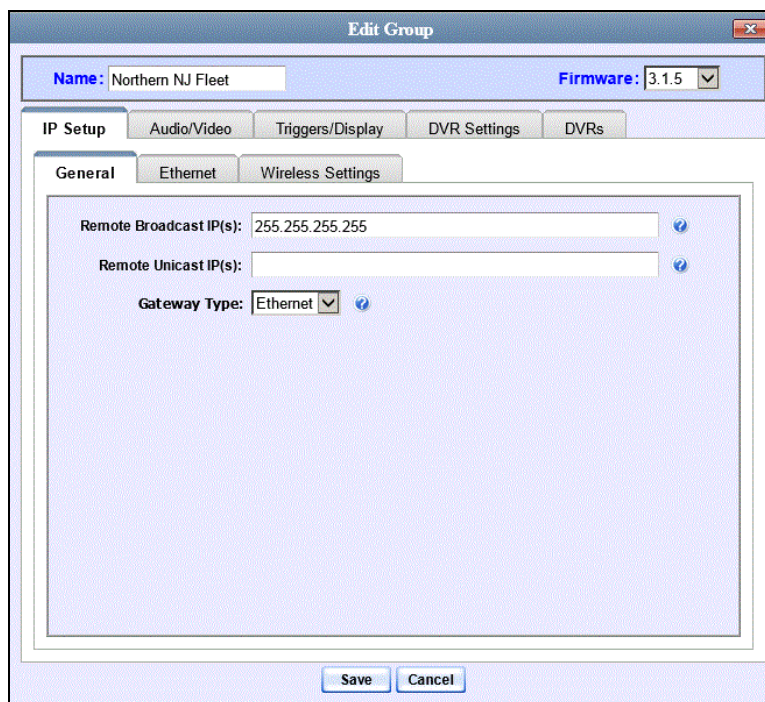 Edit Group
Name: Northern NJ Fleet Firmware: 3.1.5
IP Setup Audio/Video Triggers/Display DVR Settings DVRs
General Ethernet Wireless Settings
Remote Broadcast IP(s): 255.255.255.255 ?
Remote Unicast IP(s): ?
Gateway Type: Ethernet ?
Save Cancel